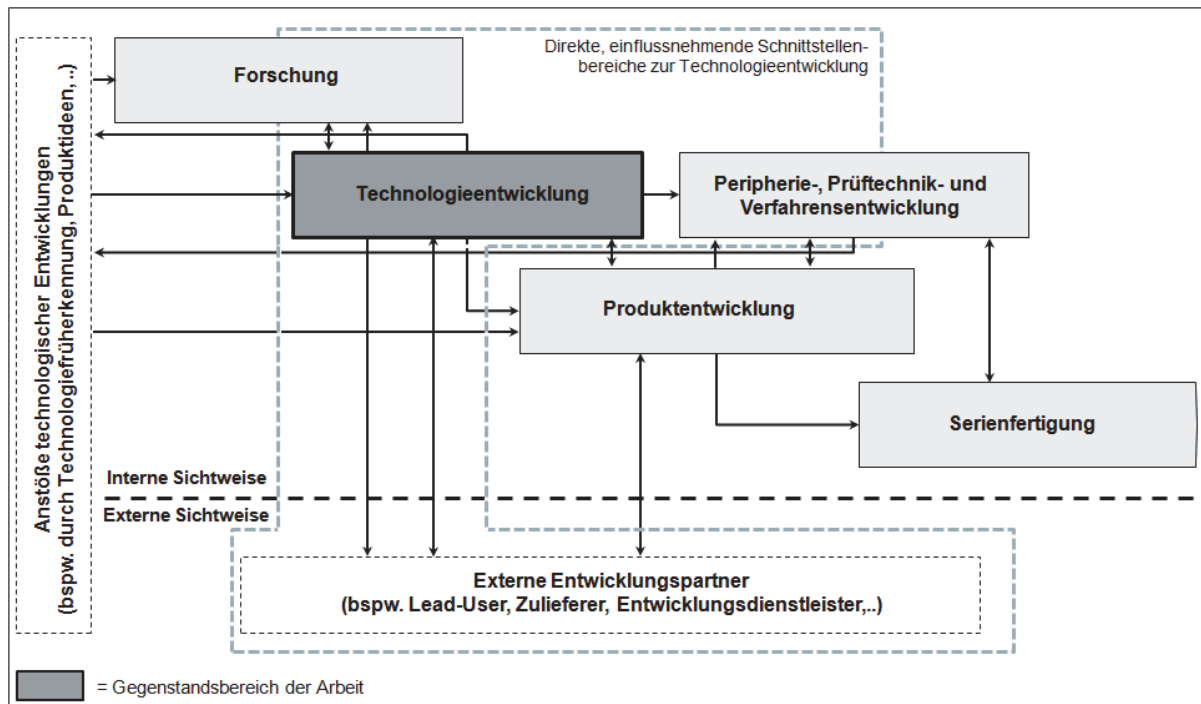 Anstöße technologischer Entwicklungen
(bspw. durch Technologiefrüherkennung, Produktideen,..)
Direkte, einflussnehmende Schnittstellen-
bereiche zur Technologieentwicklung
Forschung
Technologieentwicklung
Peripherie-, Prüftechnik- und
Verfahrensentwicklung
Produktentwicklung
Serienfertigung
Interne Sichtweise
Externe Sichtweise
Externe Entwicklungspartner
(bspw. Lead-User, Zulieferer, Entwicklungsdienstleister,..)
= Gegenstandsbereich der Arbeit